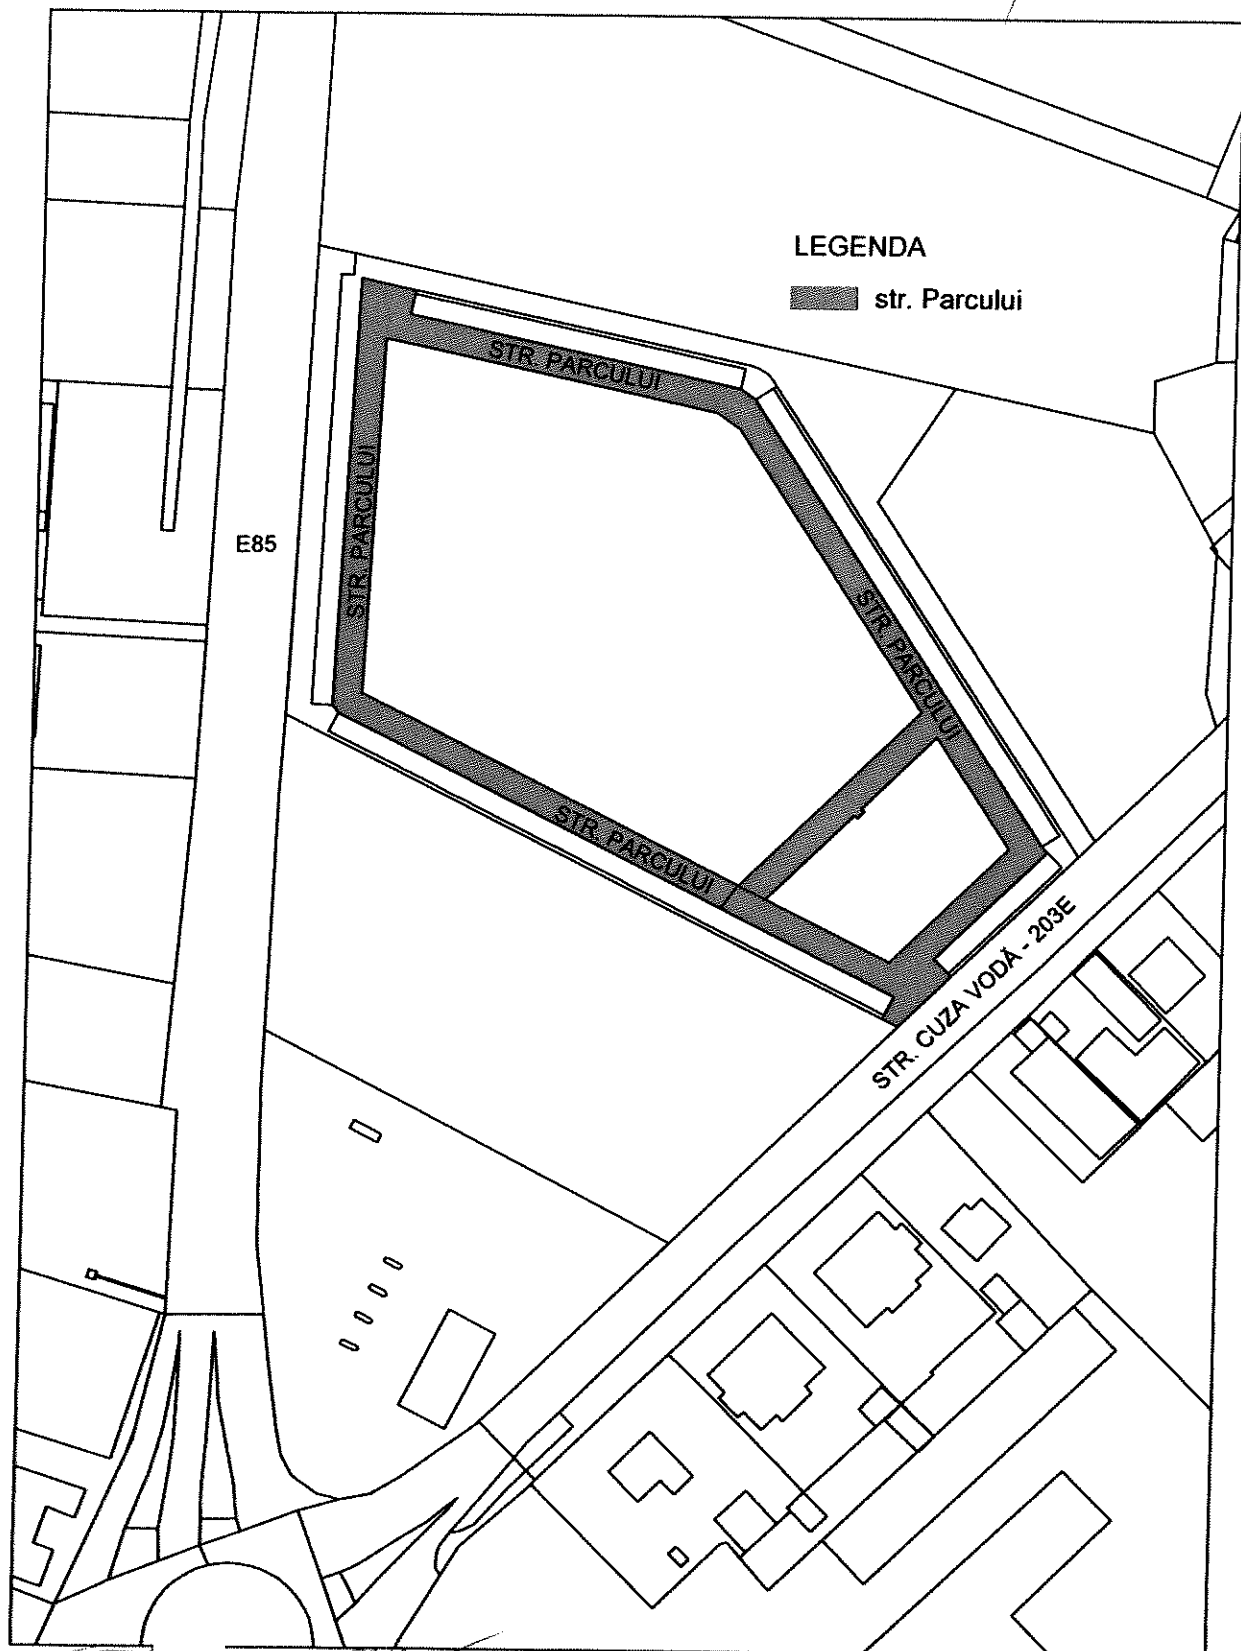 LEGENDA
str. Parcului
STR. PARCULUI
STR. PARCULUI
E85
STR. PARCULUI
STR. PARCULUI
STR. CUZA VODĂ - 203E